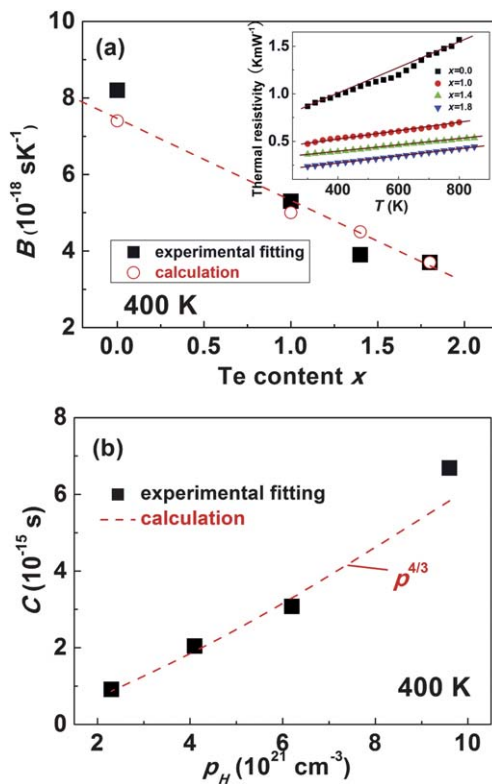 (a)
Thermal resistivity (KmW⁻¹)
1.5
1.0
0.5
x=0.0
x=1.0
x=1.4
x=1.8
400 600 800
T (K)
B (10⁻¹⁸ sK⁻¹)
10
8
6
4
2
experimental fitting
calculation
400 K
0.0 0.5 1.0 1.5 2.0
Te content x
(b)
C (10⁻¹⁵ s)
8
6
4
2
0
experimental fitting
calculation
p⁴/³
400 K
2 4 6 8 10
p_H (10²¹ cm⁻³)